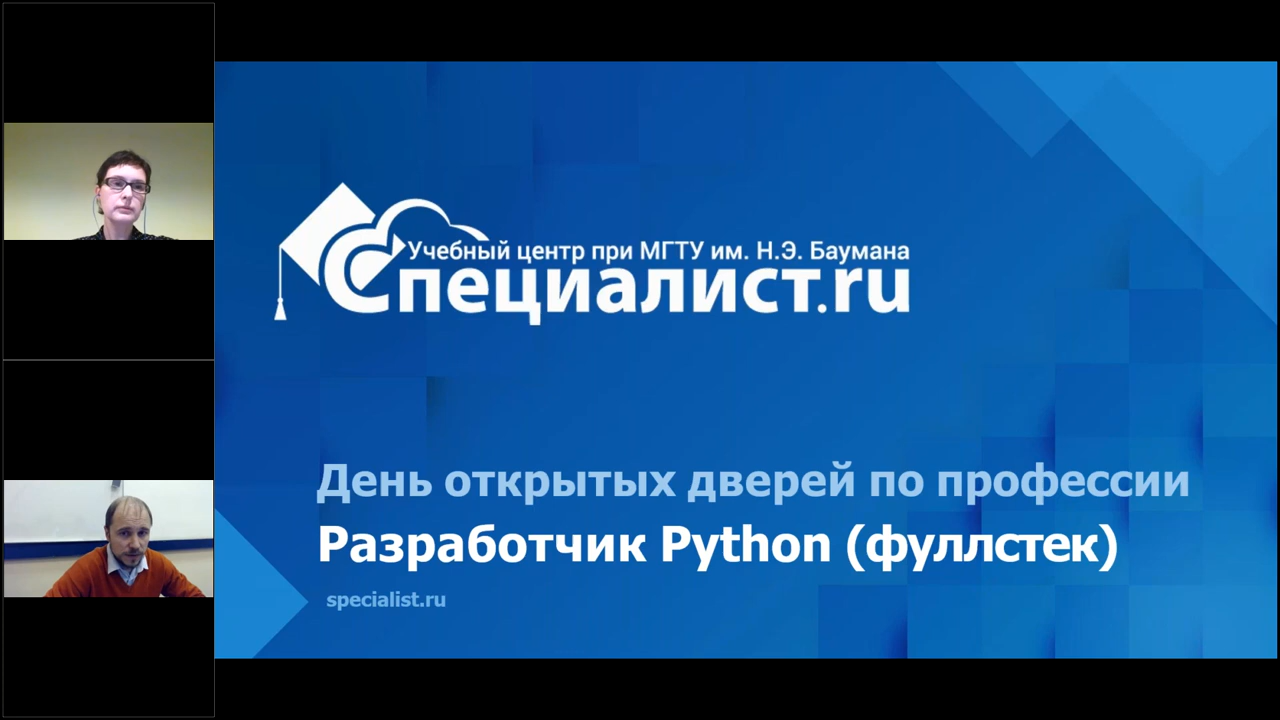 Учебный центр при МГТУ им. Н.Э. Баумана
Специалист.ru
День открытых дверей по профессии
Разработчик Python (фуллстек)
specialist.ru